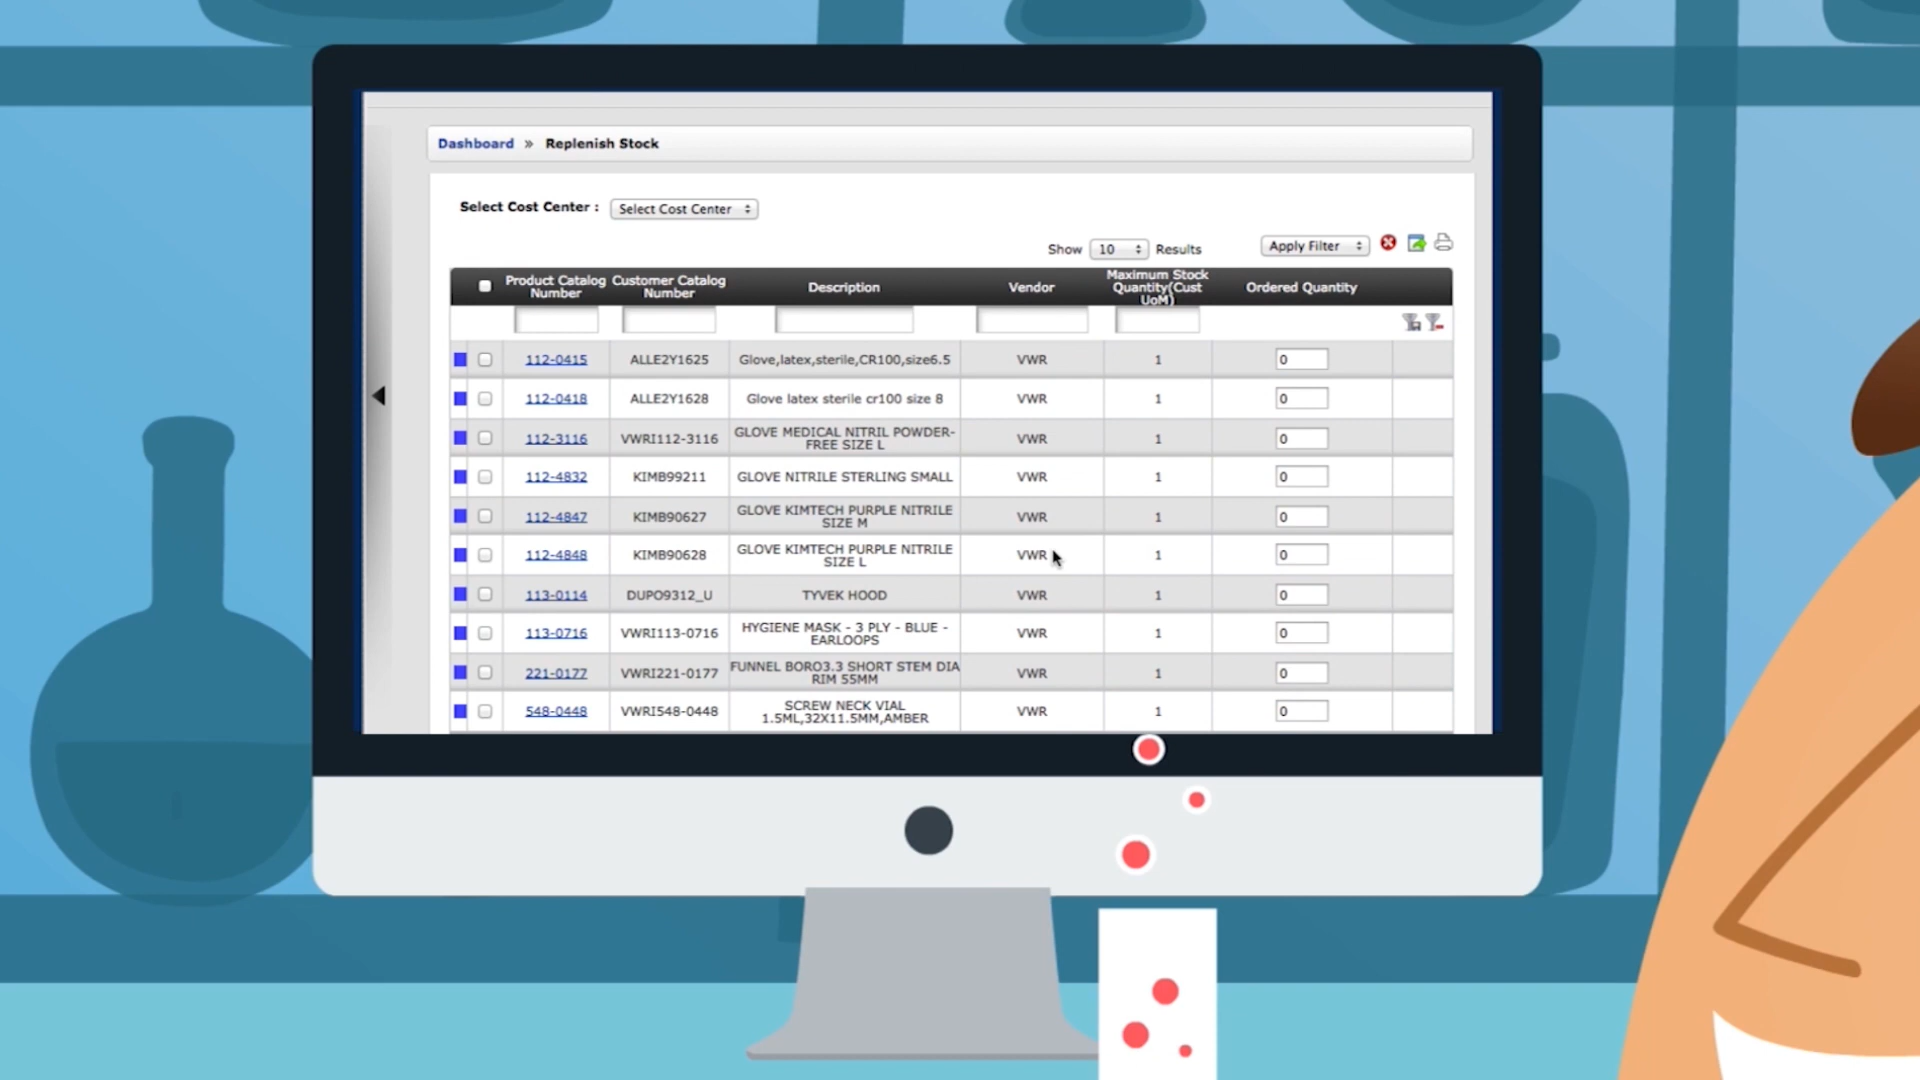 Dashboard » Replenish Stock
Select Cost Center : Select Cost Center
Show 10 Results Apply Filter
Product Catalog Number Customer Catalog Number Description Vendor Maximum Stock Quantity(Cust UoM) Ordered Quantity
112-0415 ALLE2Y1625 Glove,latex,sterile,CR100,size6.5 VWR 1 0
112-0418 ALLE2Y1628 Glove latex sterile cr100 size 8 VWR 1 0
112-3116 VWRI112-3116 GLOVE MEDICAL NITRIL POWDER-FREE SIZE L VWR 1 0
112-4832 KIMB99211 GLOVE NITRILE STERLING SMALL VWR 1 0
112-4847 KIMB90627 GLOVE KIMTECH PURPLE NITRILE SIZE M VWR 1 0
112-4848 KIMB90628 GLOVE KIMTECH PURPLE NITRILE SIZE L VWR 1 0
113-0114 DUPO9312_U TYVEK HOOD VWR 1 0
113-0716 VWRI113-0716 HYGIENE MASK - 3 PLY - BLUE - EARLOOPS VWR 1 0
221-0177 VWRI221-0177 FUNNEL BORO3.3 SHORT STEM DIA RIM 55MM VWR 1 0
548-0448 VWRI548-0448 SCREW NECK VIAL 1.5ML,32X11.5MM,AMBER VWR 1 0